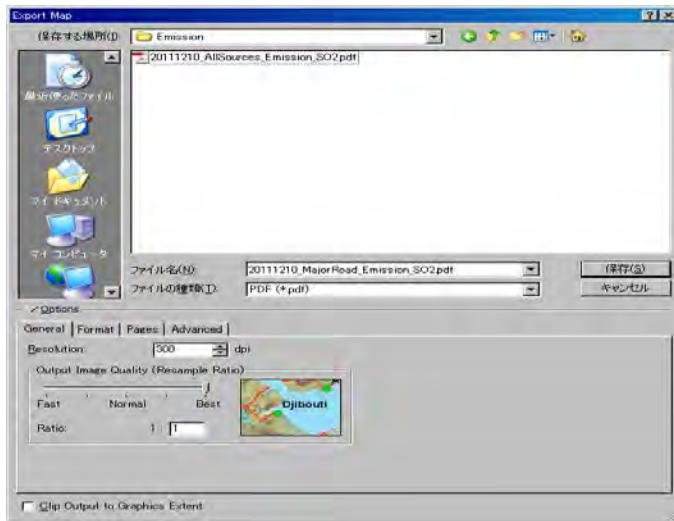 Export Map
保存する場所(I)
Emission
20111210_AllSources_Emission_SO2.pdf
最近使ったファイル
デスクトップ
マイ ドキュメント
マイ コンピュータ
ファイル名(N):
20111210_MajorRoad_Emission_SO2.pdf
保存(S)
ファイルの種類(T):
PDF (*.pdf)
キャンセル
Options
General
Format
Pages
Advanced
Resolution:
300
dpi
Output Image Quality (Resample Ratio)
Fast
Normal
Best
Djibouti
Ratio:
1 :
1
Clip Output to Graphics Extent